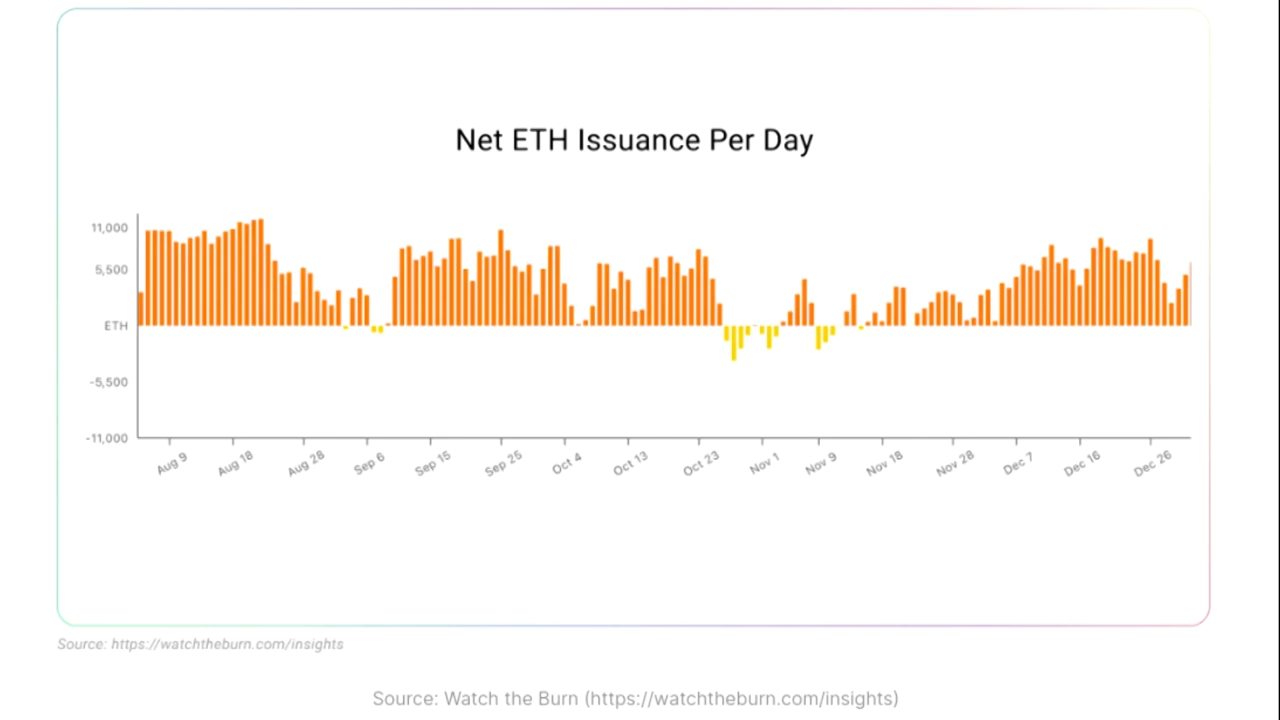 Net ETH Issuance Per Day
11,000
5,500
ETH
-5,500
-11,000
Aug 9
Aug 18
Aug 28
Sep 6
Sep 15
Sep 25
Oct 4
Oct 13
Oct 23
Nov 1
Nov 9
Nov 18
Nov 28
Dec 7
Dec 16
Dec 26
Source: https://watchtheburn.com/insights
Source: Watch the Burn (https://watchtheburn.com/insights)